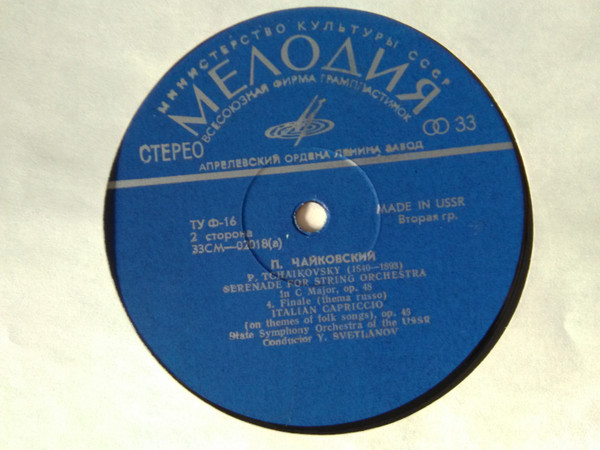 МИНИСТЕРСТВО КУЛЬТУРЫ СССР
МЕЛОДИЯ
ВСЕСОЮЗНАЯ ФИРМА ГРАМПЛАСТИНОК
СТЕРЕО
33
АПРЕЛЕВСКИЙ ОРДЕНА ЛЕНИНА ЗАВОД
ТУ Ф-16
2 сторона
33СМ—02018(а)
MADE IN USSR
Вторая гр.
П. ЧАЙКОВСКИЙ
P. TCHAIKOVSKY (1840—1893)
SERENADE FOR STRING ORCHESTRA
in C Major, op. 48
4. Finale (thema russo)
ITALIAN CAPRICCIO
(on themes of folk songs), op. 45
State Symphony Orchestra of the USSR
Conductor Y. SVETLANOV